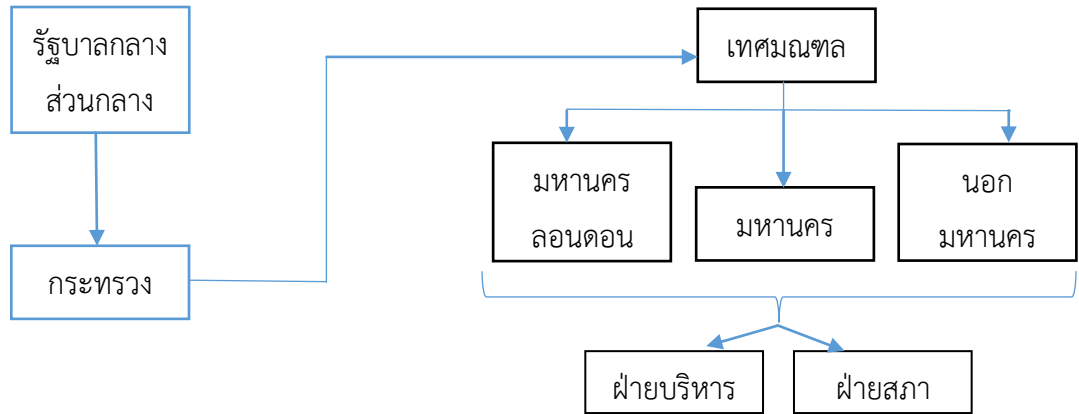 รัฐบาลกลาง
ส่วนกลาง
กระทรวง
เทศมณฑล
มหานคร
ลอนดอน
มหานคร
นอก
มหานคร
ฝ่ายบริหาร
ฝ่ายสภา